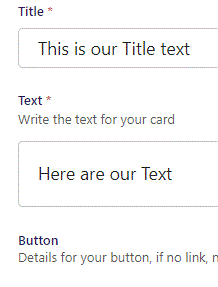 Title *
This is our Title text
Text *
Write the text for your card
Here are our Text
Button
Details for your button, if no link,